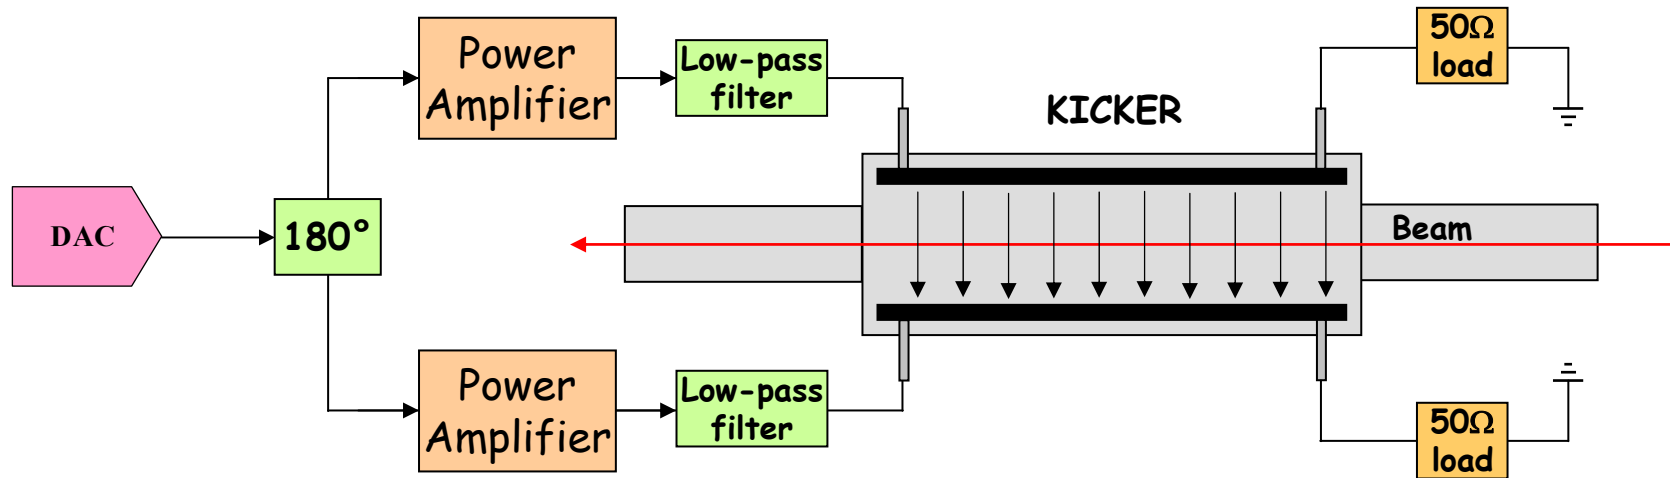 Power
Amplifier
Low-pass
filter
KICKER
50Ω
load
DAC
180°
Beam
Power
Amplifier
Low-pass
filter
50Ω
load